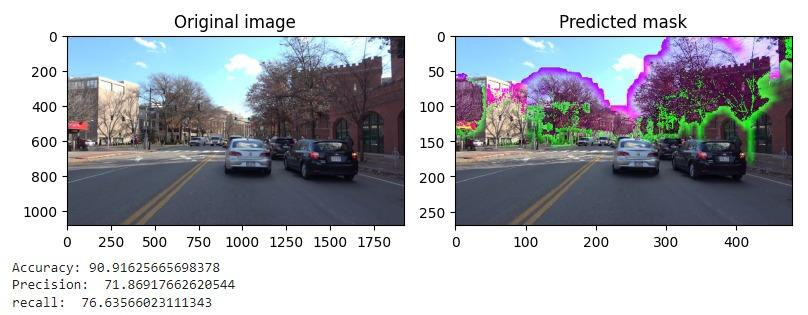 Original image
Predicted mask
0
200
400
600
800
1000
0 250 500 750 1000 1250 1500 1750
0
50
100
150
200
250
0 100 200 300 400
Accuracy: 90.91625665698378
Precision:  71.86917662620544
recall:  76.63566023111343